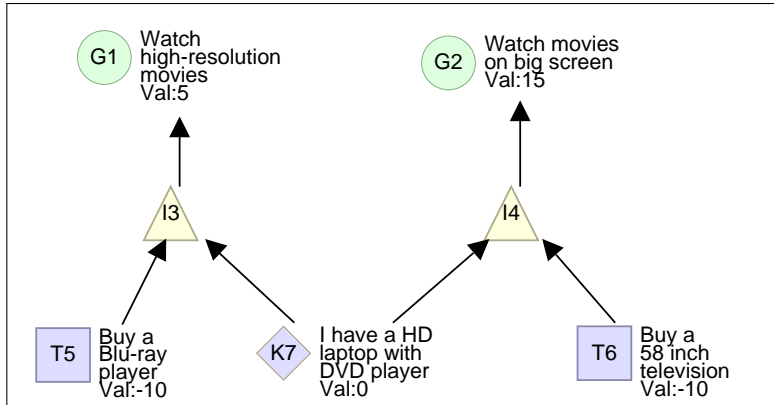 G1
Watch
high-resolution
movies
Val:5
G2
Watch movies
on big screen
Val:15
I3
I4
T5
Buy a
Blu-ray
player
Val:-10
K7
I have a HD
laptop with
DVD player
Val:0
T6
Buy a
58 inch
television
Val:-10